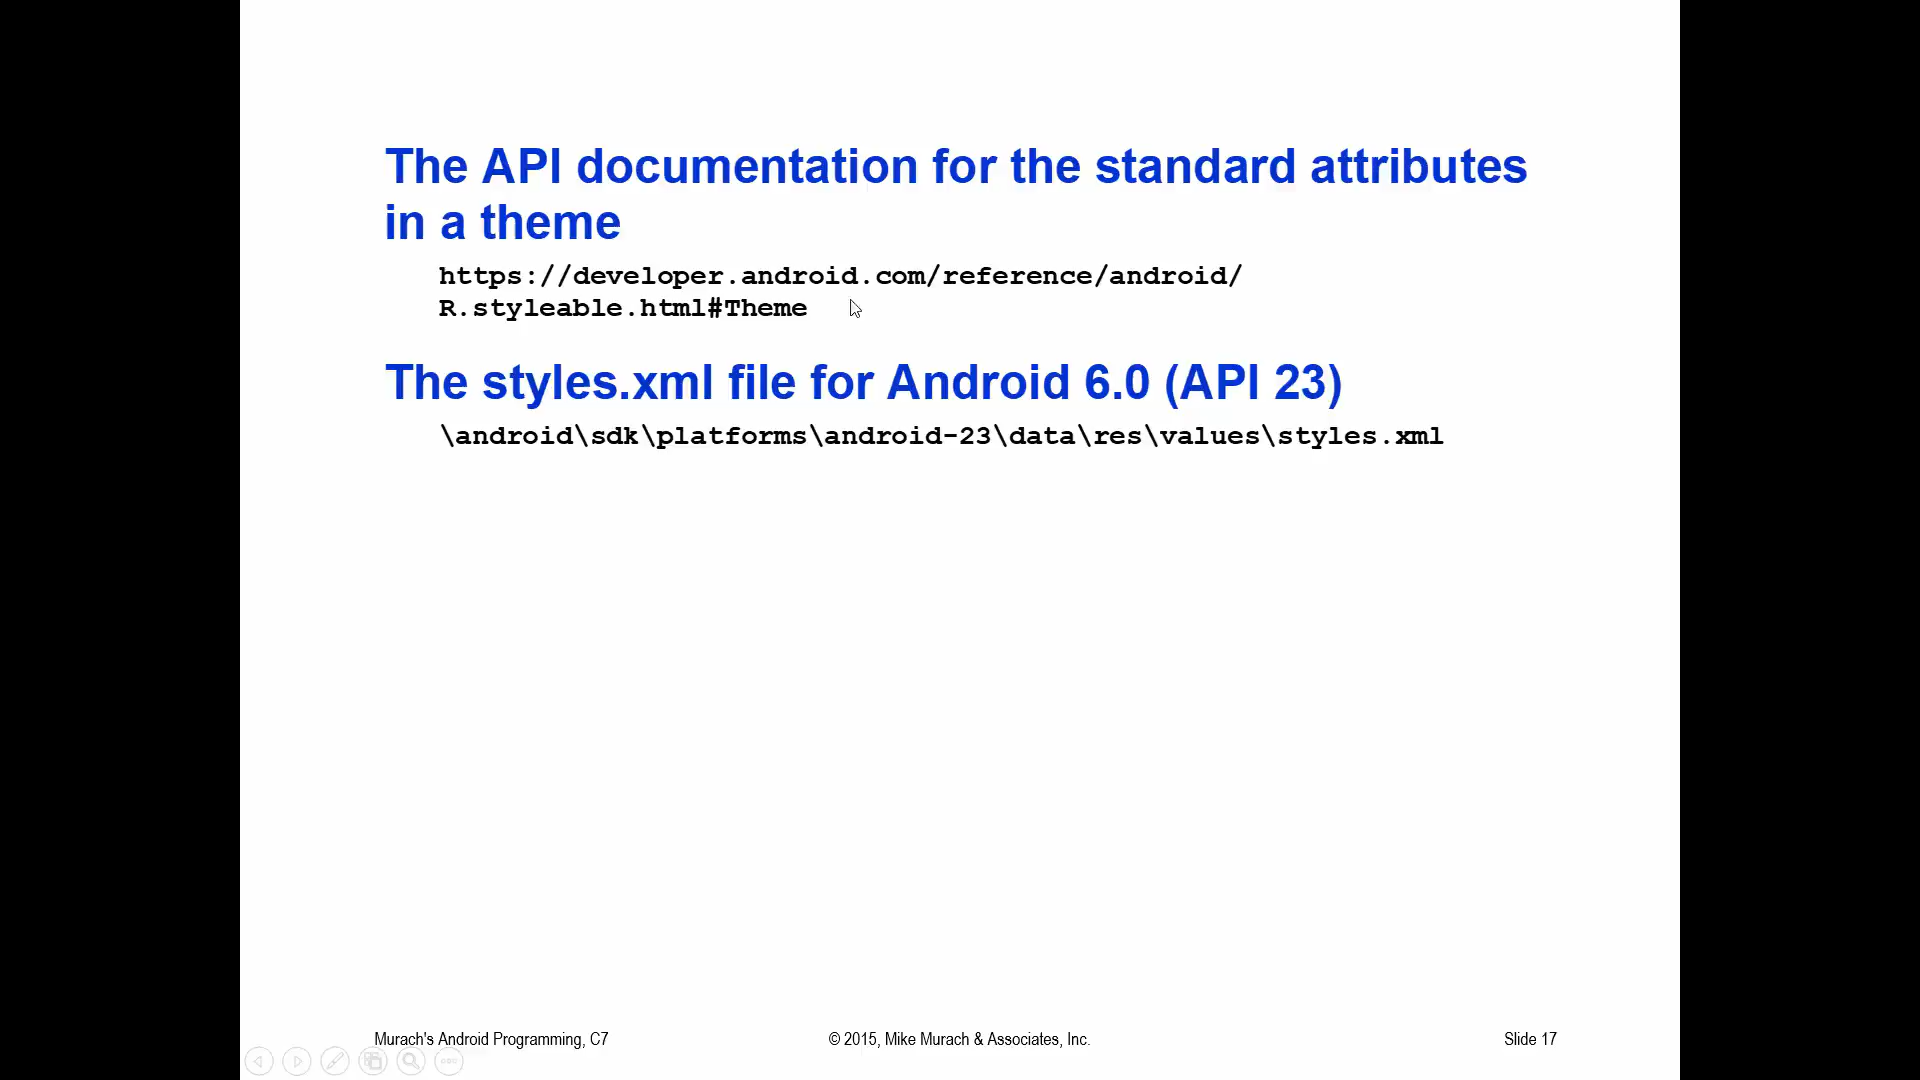 The API documentation for the standard attributes
in a theme
https://developer.android.com/reference/android/
R.styleable.html#Theme
The styles.xml file for Android 6.0 (API 23)
\android\sdk\platforms\android-23\data\res\values\styles.xml
Murach's Android Programming, C7
© 2015, Mike Murach & Associates, Inc.
Slide 17